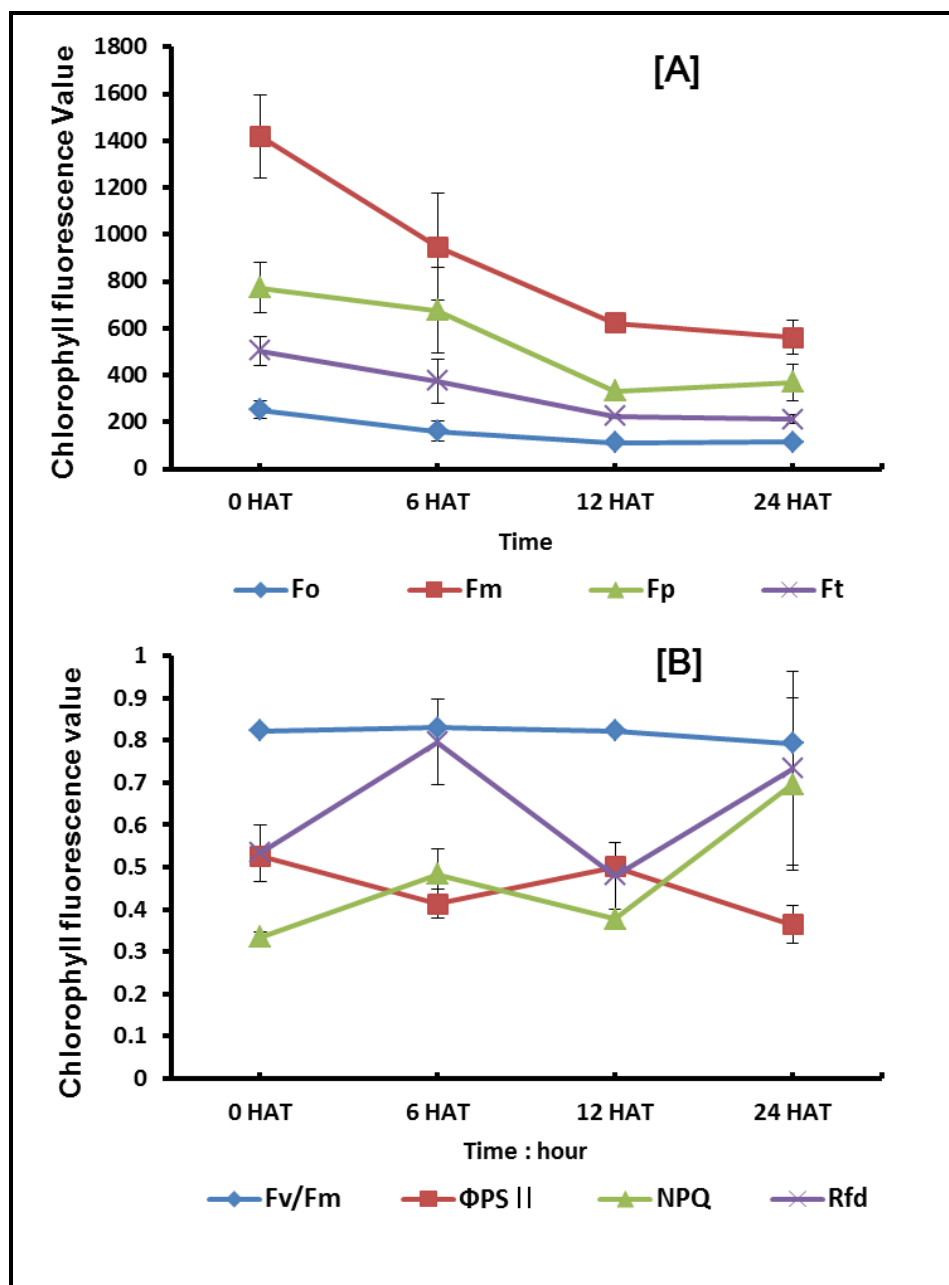 [A]
Chlorophyll fluorescence Value
1800
1600
1400
1200
1000
800
600
400
200
0
0 HAT 6 HAT 12 HAT 24 HAT
Time
Fo Fm Fp Ft
[B]
Chlorophyll fluorescence value
1
0.9
0.8
0.7
0.6
0.5
0.4
0.3
0.2
0.1
0
0 HAT 6 HAT 12 HAT 24 HAT
Time : hour
Fv/Fm ΦPS || NPQ Rfd